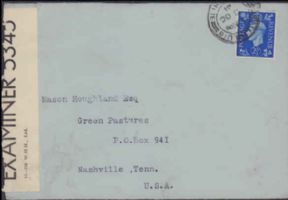 EXAMINER 5345
Mason Houghland Esq
Green Pastures
P.O.Box 941
Nashville ,Tenn.
U.S.A.